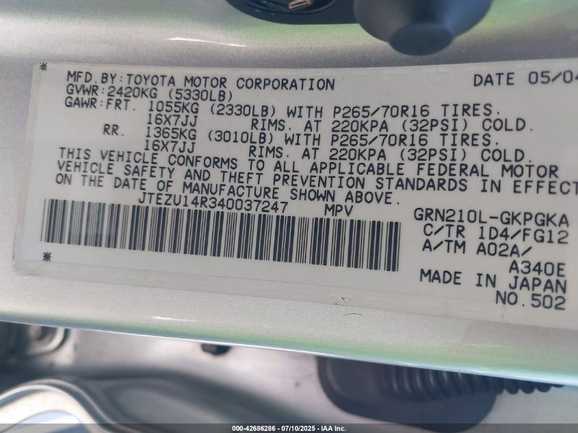 MFD.BY:TOYOTA MOTOR CORPORATION DATE 05/04
GVWR:2420KG (5330LB)
GAWR:FRT. 1055KG (2330LB) WITH P265/70R16 TIRES.
16X7JJ RIMS. AT 220KPA (32PSI) COLD.
RR. 1365KG (3010LB) WITH P265/70R16 TIRES.
16X7JJ RIMS. AT 220KPA (32PSI) COLD.
THIS VEHICLE CONFORMS TO ALL APPLICABLE FEDERAL MOTOR
VEHICLE SAFETY AND THEFT PREVENTION STANDARDS IN EFFECT
ON THE DATE OF MANUFACTURE SHOWN ABOVE.
JTEZU14R340037247 MPV
GRN210L-GKPGKA
C/TR 1D4/FG12
A/TM A02A/
A340E
MADE IN JAPAN
NO.502
000-42686286 - 07/10/2025 - IAA Inc.